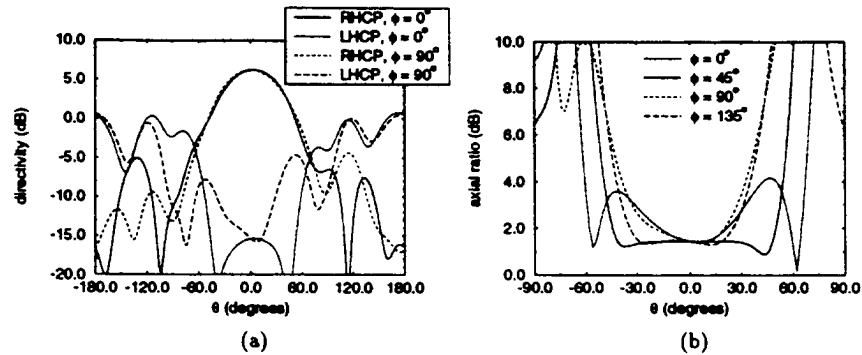 RHCP, ϕ = 0°
LHCP, ϕ = 0°
RHCP, ϕ = 90°
LHCP, ϕ = 90°
10.0
5.0
0.0
-5.0
-10.0
-15.0
-20.0
directivity (dB)
-180.0 -120.0 -60.0 0.0 60.0 120.0 180.0
θ (degrees)
(a)
ϕ = 0°
ϕ = 45°
ϕ = 90°
ϕ = 135°
10.0
8.0
6.0
4.0
2.0
0.0
axial ratio (dB)
-90.0 -60.0 -30.0 0.0 30.0 60.0 90.0
θ (degrees)
(b)